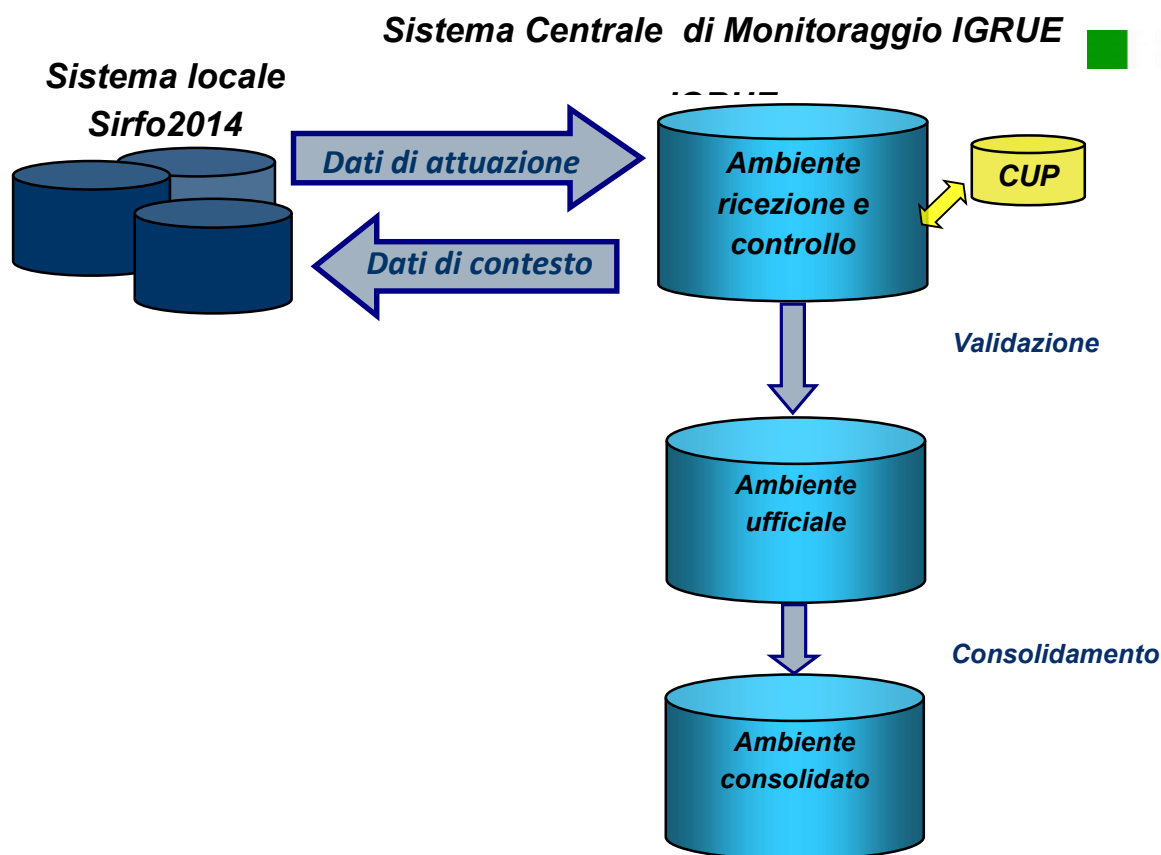 Sistema Centrale di Monitoraggio IGRUE
Sistema locale
Sirfo2014
IGRUE
Dati di attuazione
Dati di contesto
Ambiente
ricezione e
controllo
CUP
Validazione
Ambiente
ufficiale
Consolidamento
Ambiente
consolidato